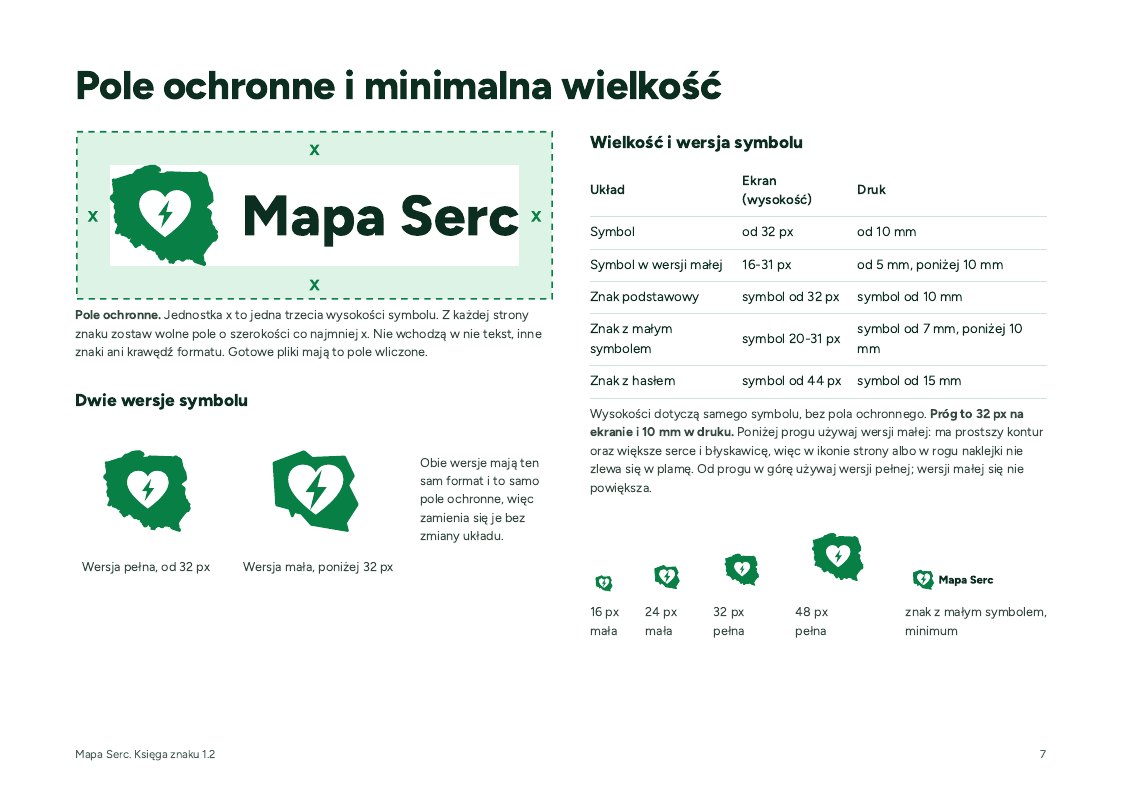 Pole ochronne i minimalna wielkość
x
x
Mapa Serc
x
x
Pole ochronne. Jednostka x to jedna trzecia wysokości symbolu. Z każdej strony
znaku zostaw wolne pole o szerokości co najmniej x. Nie wchodzą w nie tekst, inne
znaki ani krawędź formatu. Gotowe pliki mają to pole wliczone.
Dwie wersje symbolu
Obie wersje mają ten
sam format i to samo
pole ochronne, więc
zamienia się je bez
zmiany układu.
Wersja pełna, od 32 px
Wersja mała, poniżej 32 px
Wielkość i wersja symbolu
Układ
Ekran
(wysokość)
Druk
Symbol
od 32 px
od 10 mm
Symbol w wersji małej
16-31 px
od 5 mm, poniżej 10 mm
Znak podstawowy
symbol od 32 px
symbol od 10 mm
Znak z małym
symbolem
symbol 20-31 px
symbol od 7 mm, poniżej 10
mm
Znak z hasłem
symbol od 44 px
symbol od 15 mm
Wysokości dotyczą samego symbolu, bez pola ochronnego. Próg to 32 px na
ekranie i 10 mm w druku. Poniżej progu używaj wersji małej: ma prostszy kontur
oraz większe serce i błyskawicę, więc w ikonie strony albo w rogu naklejki nie
zlewa się w plamę. Od progu w górę używaj wersji pełnej; wersji małej się nie
powiększa.
Mapa Serc
16 px
mała
24 px
mała
32 px
pełna
48 px
pełna
znak z małym symbolem,
minimum
Mapa Serc. Księga znaku 1.2
7